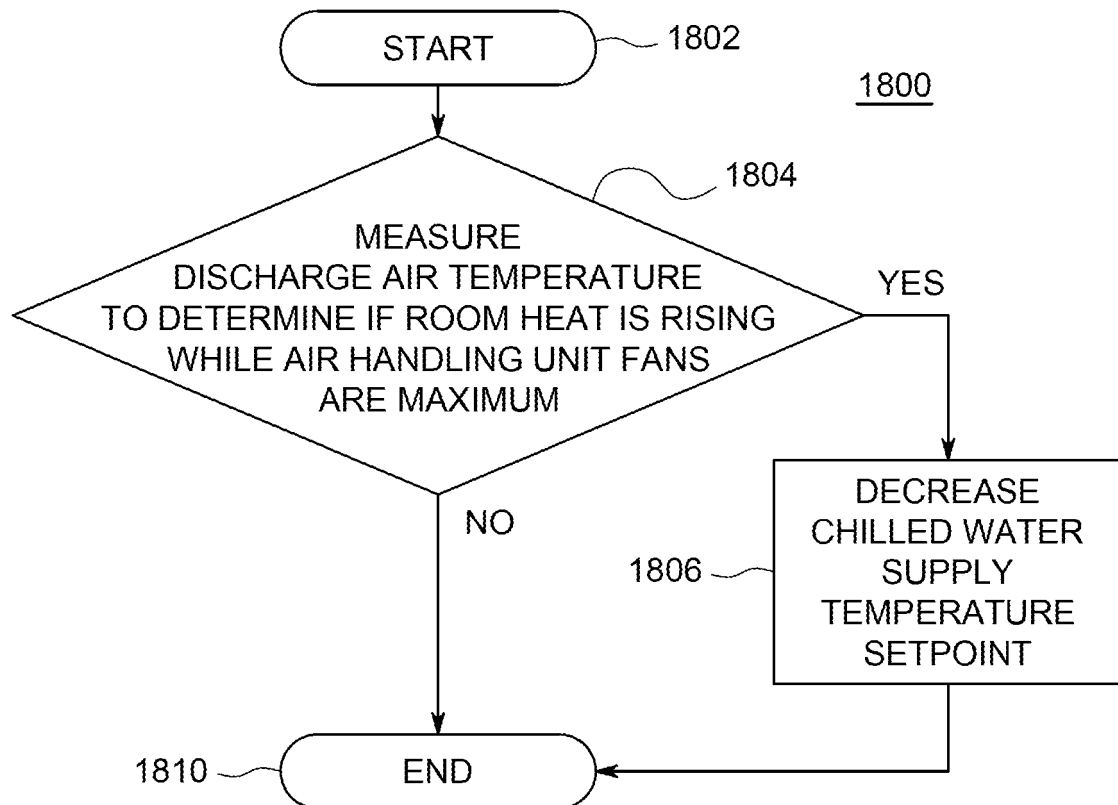 START
1802
1800
1804
MEASURE
DISCHARGE AIR TEMPERATURE
TO DETERMINE IF ROOM HEAT IS RISING
WHILE AIR HANDLING UNIT FANS
ARE MAXIMUM
YES
NO
DECREASE
CHILLED WATER
SUPPLY
TEMPERATURE
SETPOINT
1806
END
1810